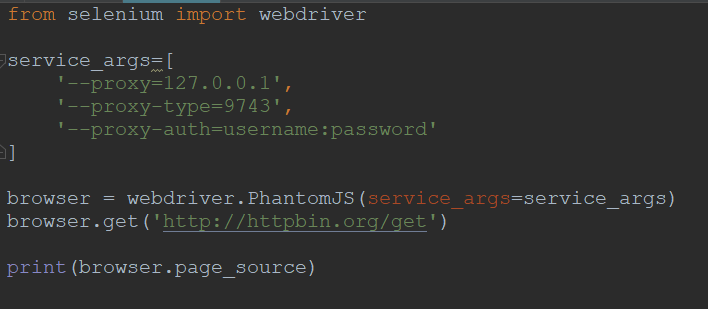 from selenium import webdriver
service_args=[
'--proxy=127.0.0.1',
'--proxy-type=9743',
'--proxy-auth=username:password'
]
browser = webdriver.PhantomJS(service_args=service_args)
browser.get('http://httpbin.org/get')
print(browser.page_source)